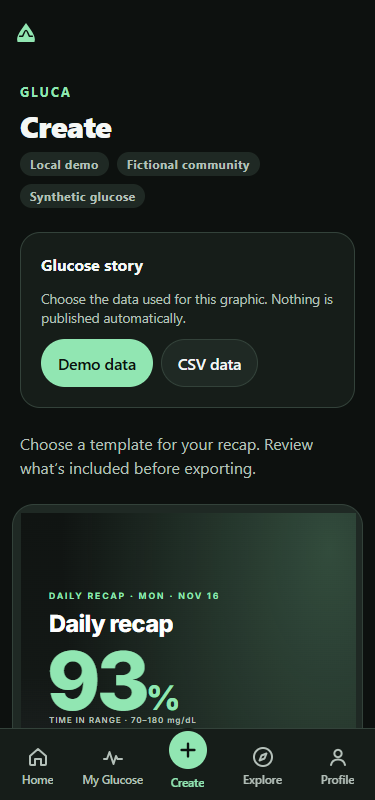 GLUCA
Create
Local demo
Fictional community
Synthetic glucose
Glucose story
Choose the data used for this graphic. Nothing is
published automatically.
Demo data
CSV data
Choose a template for your recap. Review
what's included before exporting.
DAILY RECAP · MON · NOV 16
Daily recap
93%
TIME IN RANGE · 70–180 mg/dL
Home
My Glucose
Create
Explore
Profile